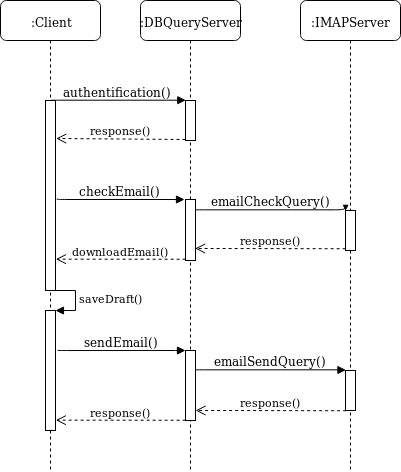 :Client
:DBQueryServer
:IMAPServer
authentification()
response()
checkEmail()
emailCheckQuery()
response()
downloadEmail()
saveDraft()
sendEmail()
emailSendQuery()
response()
response()